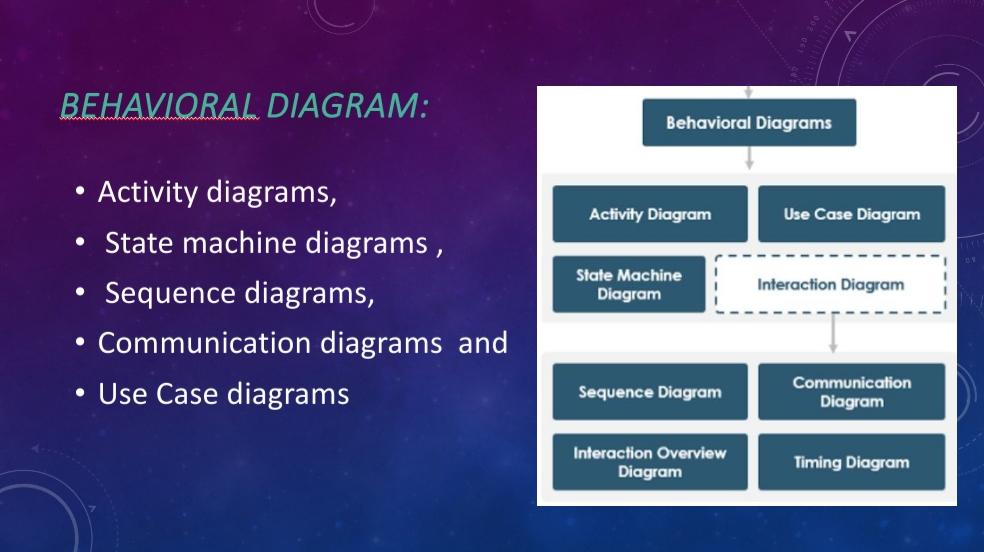 BEHAVIORAL DIAGRAM:
• Activity diagrams,
• State machine diagrams ,
• Sequence diagrams,
• Communication diagrams and
• Use Case diagrams
Behavioral Diagrams
Activity Diagram
Use Case Diagram
State Machine
Diagram
Interaction Diagram
Sequence Diagram
Communication
Diagram
Interaction Overview
Diagram
Timing Diagram